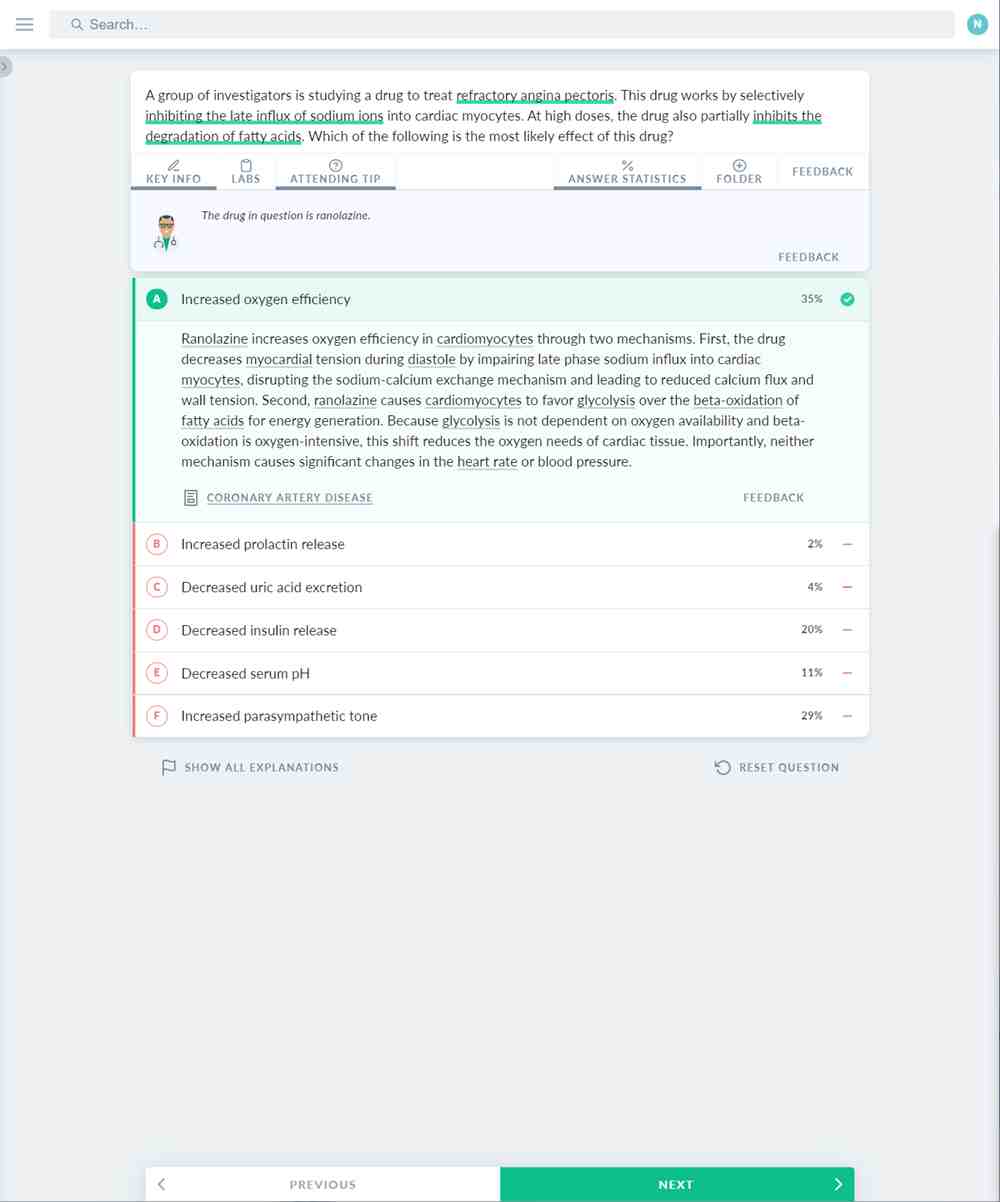 Search…
N
A group of investigators is studying a drug to treat refractory angina pectoris. This drug works by selectively
inhibiting the late influx of sodium ions into cardiac myocytes. At high doses, the drug also partially inhibits the
degradation of fatty acids. Which of the following is the most likely effect of this drug?
KEY INFO
LABS
ATTENDING TIP
%
ANSWER STATISTICS
FOLDER
FEEDBACK
The drug in question is ranolazine.
FEEDBACK
A Increased oxygen efficiency 35%
Ranolazine increases oxygen efficiency in cardiomyocytes through two mechanisms. First, the drug
decreases myocardial tension during diastole by impairing late phase sodium influx into cardiac
myocytes, disrupting the sodium-calcium exchange mechanism and leading to reduced calcium flux and
wall tension. Second, ranolazine causes cardiomyocytes to favor glycolysis over the beta-oxidation of
fatty acids for energy generation. Because glycolysis is not dependent on oxygen availability and beta-
oxidation is oxygen-intensive, this shift reduces the oxygen needs of cardiac tissue. Importantly, neither
mechanism causes significant changes in the heart rate or blood pressure.
CORONARY ARTERY DISEASE
FEEDBACK
B Increased prolactin release 2%
C Decreased uric acid excretion 4%
D Decreased insulin release 20%
E Decreased serum pH 11%
F Increased parasympathetic tone 29%
SHOW ALL EXPLANATIONS
RESET QUESTION
PREVIOUS
NEXT